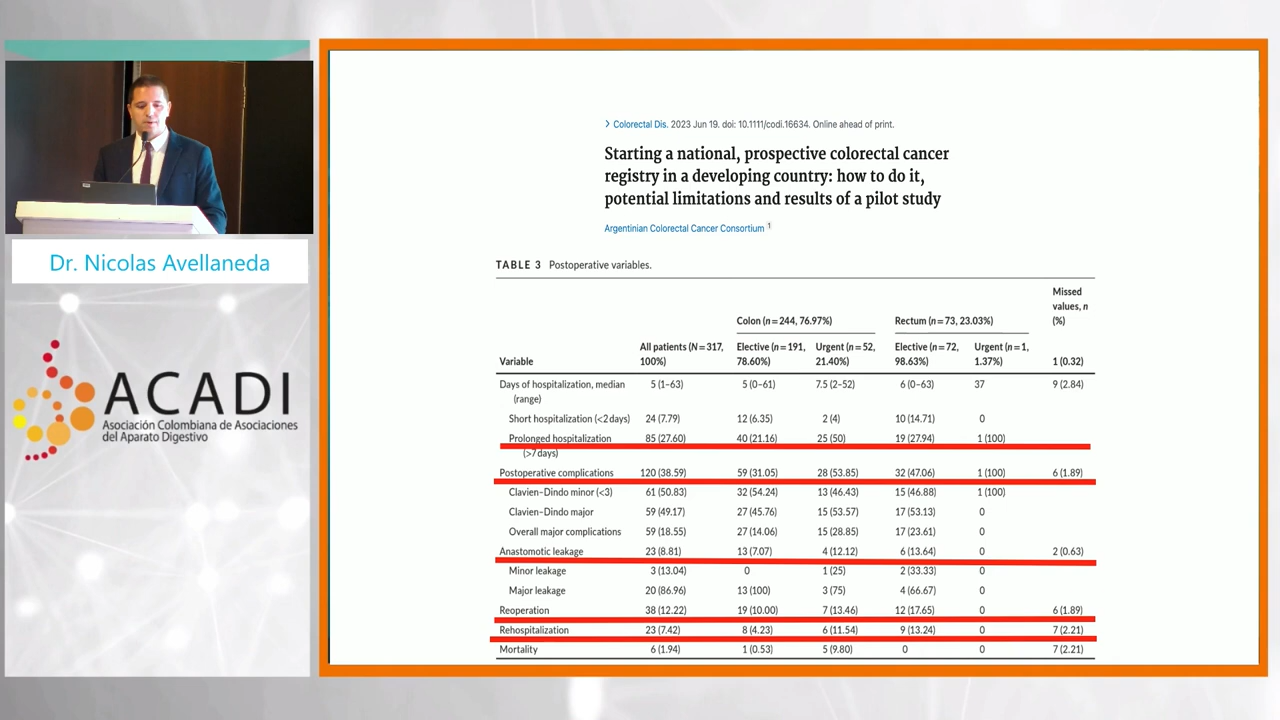 Dr. Nicolas Avellaneda
ACADI
Asociación Colombiana de Asociaciones
del Aparato Digestivo
> Colorectal Dis. 2023 Jun 19. doi: 10.1111/codi.16634. Online ahead of print.
Starting a national, prospective colorectal cancer
registry in a developing country: how to do it,
potential limitations and results of a pilot study
Argentinian Colorectal Cancer Consortium 1
TABLE 3 Postoperative variables.
Missed
values, n
(%)
Colon (n=244, 76.97%) Rectum (n=73, 23.03%)
All patients (N=317, Elective (n=191, Urgent (n=52, Elective (n=72, Urgent (n=1,
Variable 100%) 78.60%) 21.40%) 98.63%) 1.37%) 1 (0.32)
Days of hospitalization, median 5 (1–63) 5 (0–61) 7.5 (2–52) 6 (0–63) 37 9 (2.84)
(range)
Short hospitalization (<2 days) 24 (7.79) 12 (6.35) 2 (4) 10 (14.71) 0
Prolonged hospitalization 85 (27.60) 40 (21.16) 25 (50) 19 (27.94) 1 (100)
(>7 days)
Postoperative complications 120 (38.59) 59 (31.05) 28 (53.85) 32 (47.06) 1 (100) 6 (1.89)
Clavien–Dindo minor (<3) 61 (50.83) 32 (54.24) 13 (46.43) 15 (46.88) 1 (100)
Clavien–Dindo major 59 (49.17) 27 (45.76) 15 (53.57) 17 (53.13) 0
Overall major complications 59 (18.55) 27 (14.06) 15 (28.85) 17 (23.61) 0
Anastomotic leakage 23 (8.81) 13 (7.07) 4 (12.12) 6 (13.64) 0 2 (0.63)
Minor leakage 3 (13.04) 0 1 (25) 2 (33.33) 0
Major leakage 20 (86.96) 13 (100) 3 (75) 4 (66.67) 0
Reoperation 38 (12.22) 19 (10.00) 7 (13.46) 12 (17.65) 0 6 (1.89)
Rehospitalization 23 (7.42) 8 (4.23) 6 (11.54) 9 (13.24) 0 7 (2.21)
Mortality 6 (1.94) 1 (0.53) 5 (9.80) 0 0 7 (2.21)